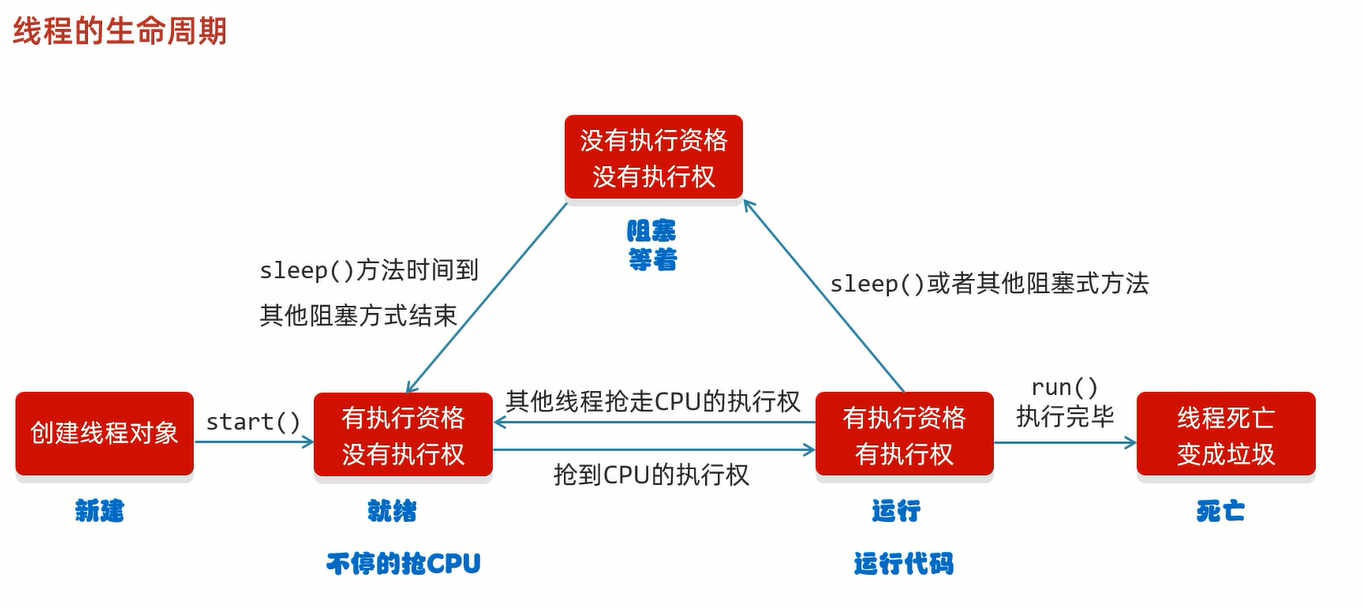 线程的生命周期
没有执行资格
没有执行权
阻塞
等着
sleep()方法时间到
其他阻塞方式结束
sleep()或者其他阻塞式方法
创建线程对象
新建
start()
有执行资格
没有执行权
就绪
不停的抢CPU
其他线程抢走CPU的执行权
抢到CPU的执行权
有执行资格
有执行权
运行
运行代码
run()
执行完毕
线程死亡
变成垃圾
死亡